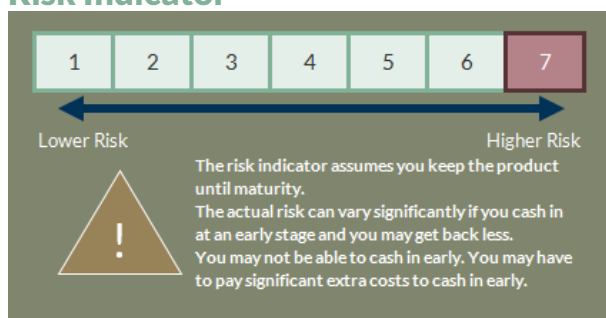 Risk Indicator
1 2 3 4 5 6 7
Lower Risk Higher Risk
The risk indicator assumes you keep the product
until maturity.
The actual risk can vary significantly if you cash in
at an early stage and you may get back less.
You may not be able to cash in early. You may have
to pay significant extra costs to cash in early.
!